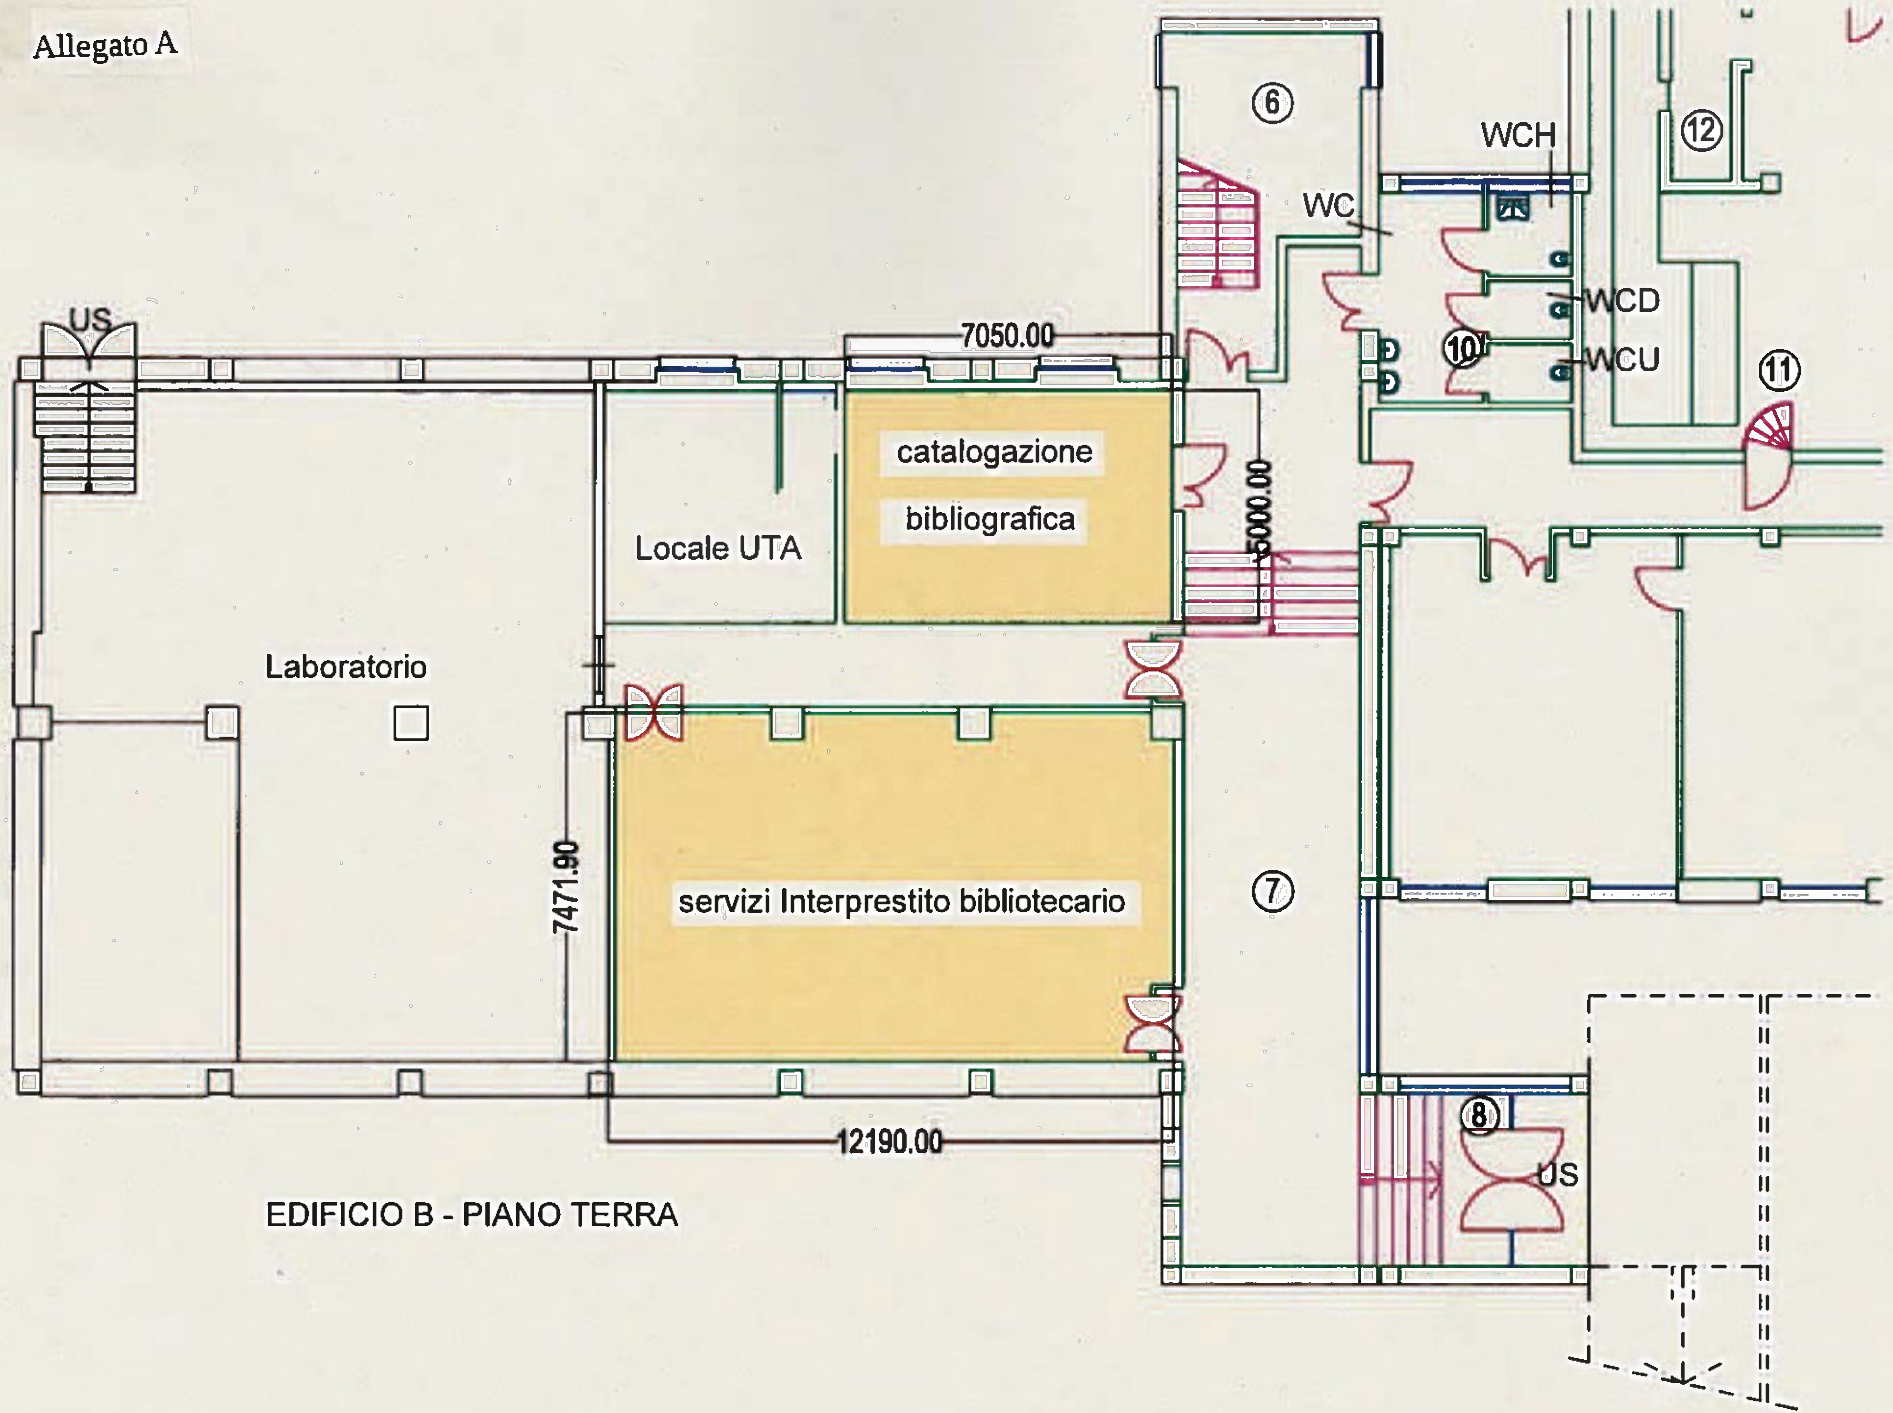 Allegato A
6
12
WCH
WC
US
7050.00
WCD
10
WCU
11
catalogazione
bibliografica
5000.00
Locale UTA
Laboratorio
7471.90
servizi Interprestito bibliotecario
7
8
12190.00
US
EDIFICIO B - PIANO TERRA